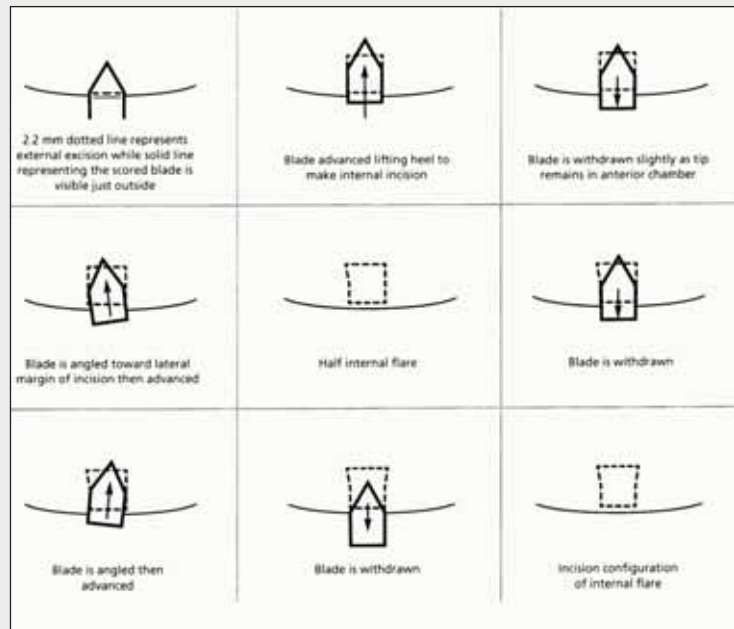 2.2 mm dotted line represents
external excision while solid line
representing the scored blade is
visible just outside
Blade advanced lifting heel to
make internal incision
Blade is withdrawn slightly as tip
remains in anterior chamber
Blade is angled toward lateral
margin of incision then advanced
Half internal flare
Blade is withdrawn
Blade is angled then
advanced
Blade is withdrawn
Incision configuration
of internal flare